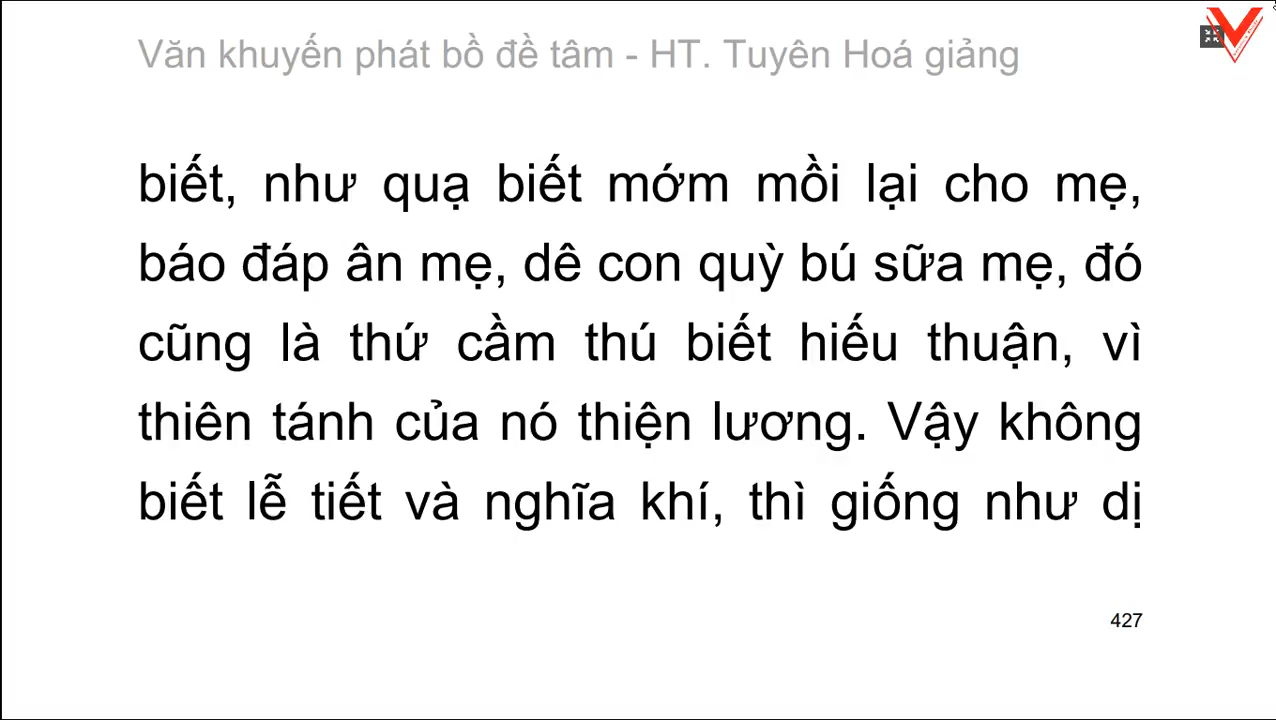 Văn khuyến phát bồ đề tâm - HT. Tuyên Hoá giảng
biết, như quạ biết mớm mồi lại cho mẹ,
báo đáp ân mẹ, dê con quỳ bú sữa mẹ, đó
cũng là thứ cầm thú biết hiếu thuận, vì
thiên tánh của nó thiện lương. Vậy không
biết lễ tiết và nghĩa khí, thì giống như dị
427